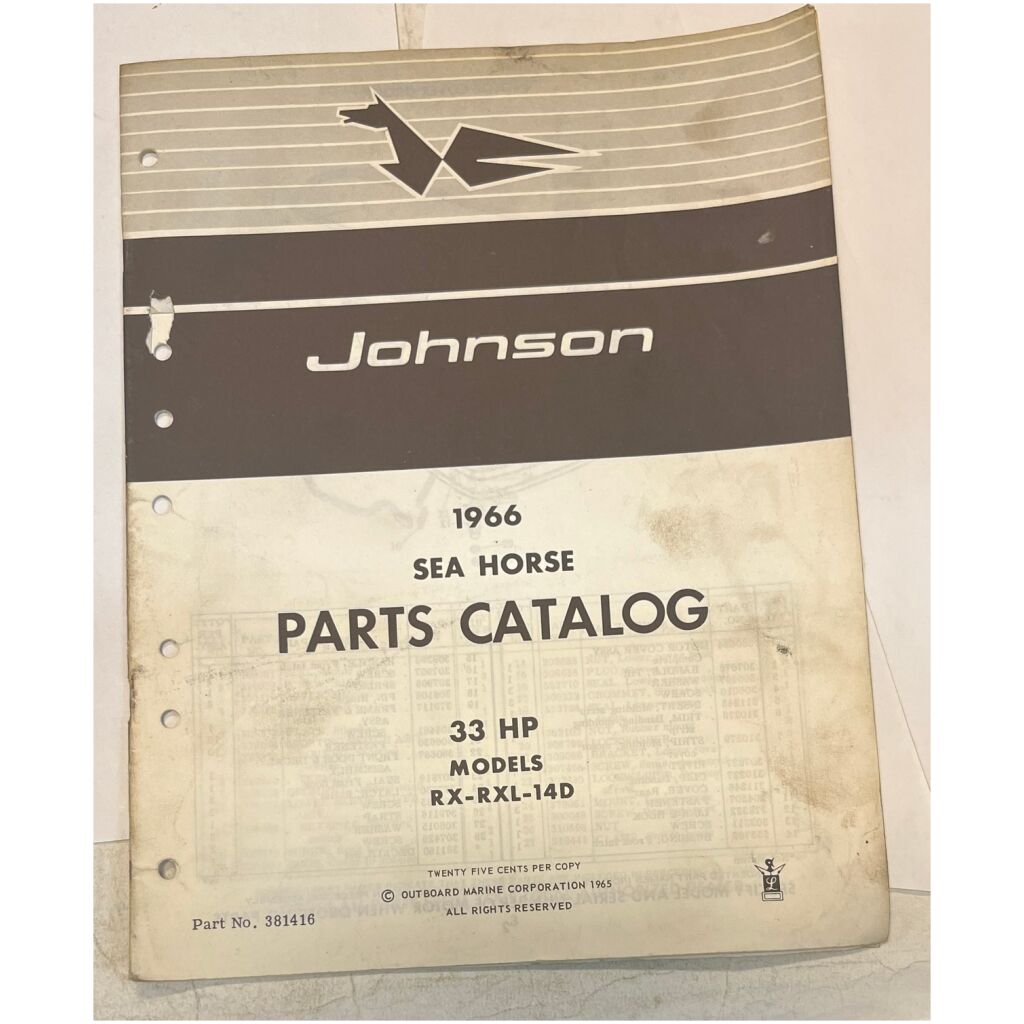 Johnson
1966
SEA HORSE
PARTS CATALOG
33 HP
MODELS
RX-RXL-14D
TWENTY FIVE CENTS PER COPY
© OUTBOARD MARINE CORPORATION 1965
ALL RIGHTS RESERVED
Part No. 381416
L